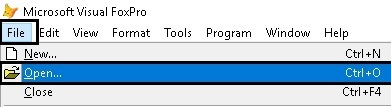 Microsoft Visual FoxPro
File Edit View Format Tools Program Window Help
New... Ctrl+N
Open... Ctrl+O
Close Ctrl+F4